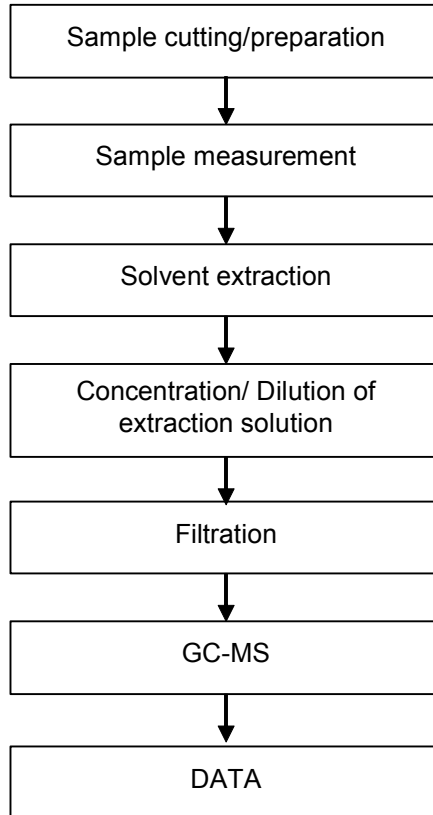 Sample cutting/preparation
Sample measurement
Solvent extraction
Concentration/ Dilution of
extraction solution
Filtration
GC-MS
DATA